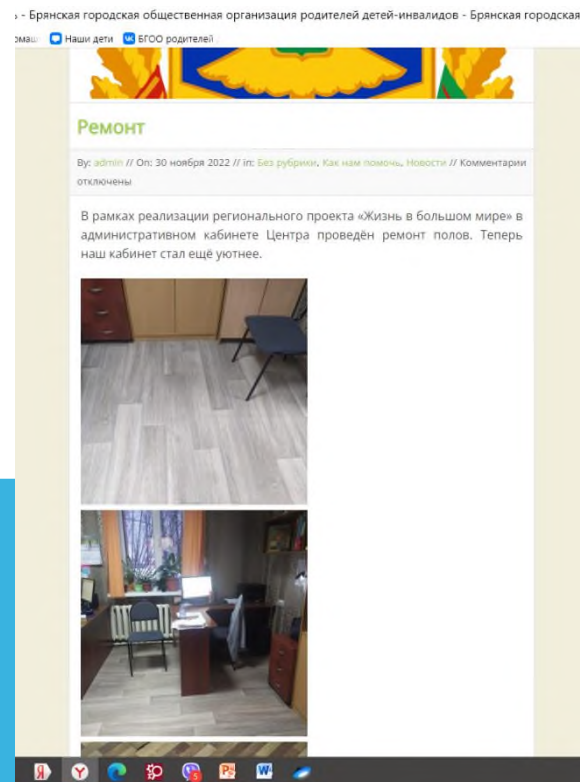 - Брянская городская общественная организация родителей детей-инвалидов - Брянская городская
Наши дети БГОО родителей
Ремонт
By: admin // On: 30 ноября 2022 // in: Без рубрики, Как нам помочь, Новости // Комментарии
отключены
В рамках реализации регионального проекта «Жизнь в большом мире» в
административном кабинете Центра проведён ремонт полов. Теперь
наш кабинет стал ещё уютнее.